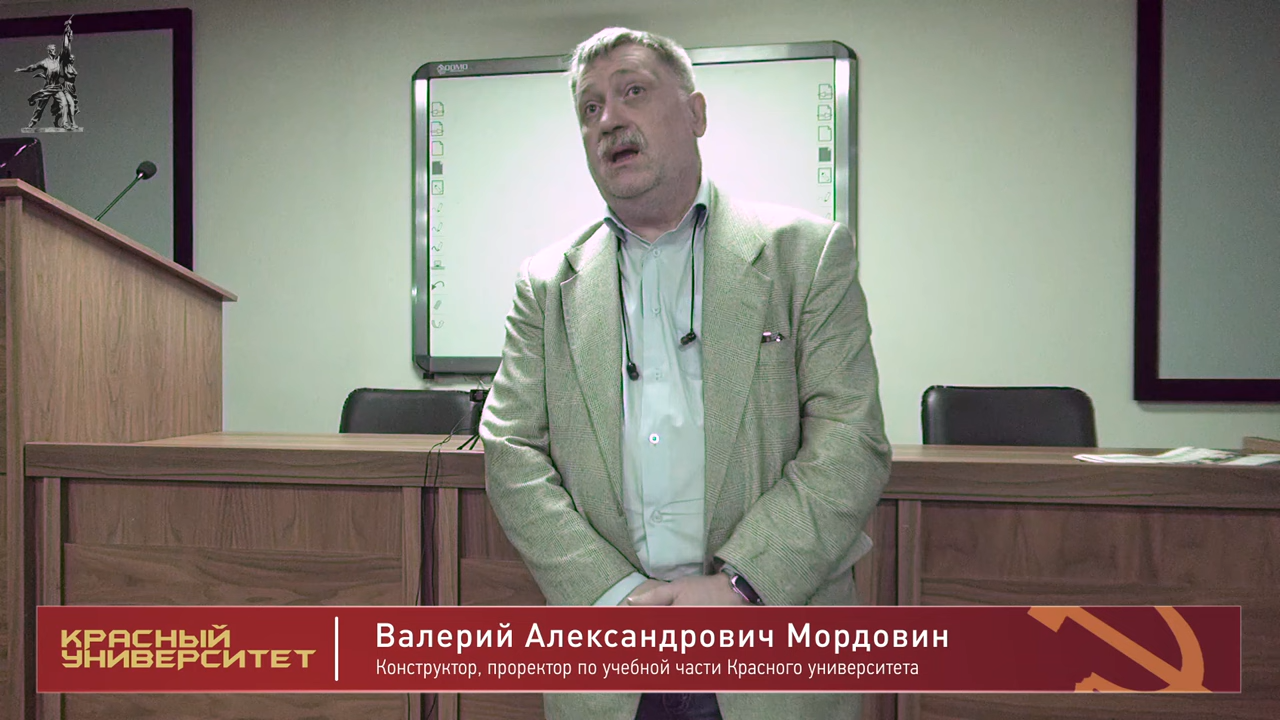 КРАСНЫЙ
УНИВЕРСИТЕТ
Валерий Александрович Мордовин
Конструктор, проректор по учебной части Красного университета